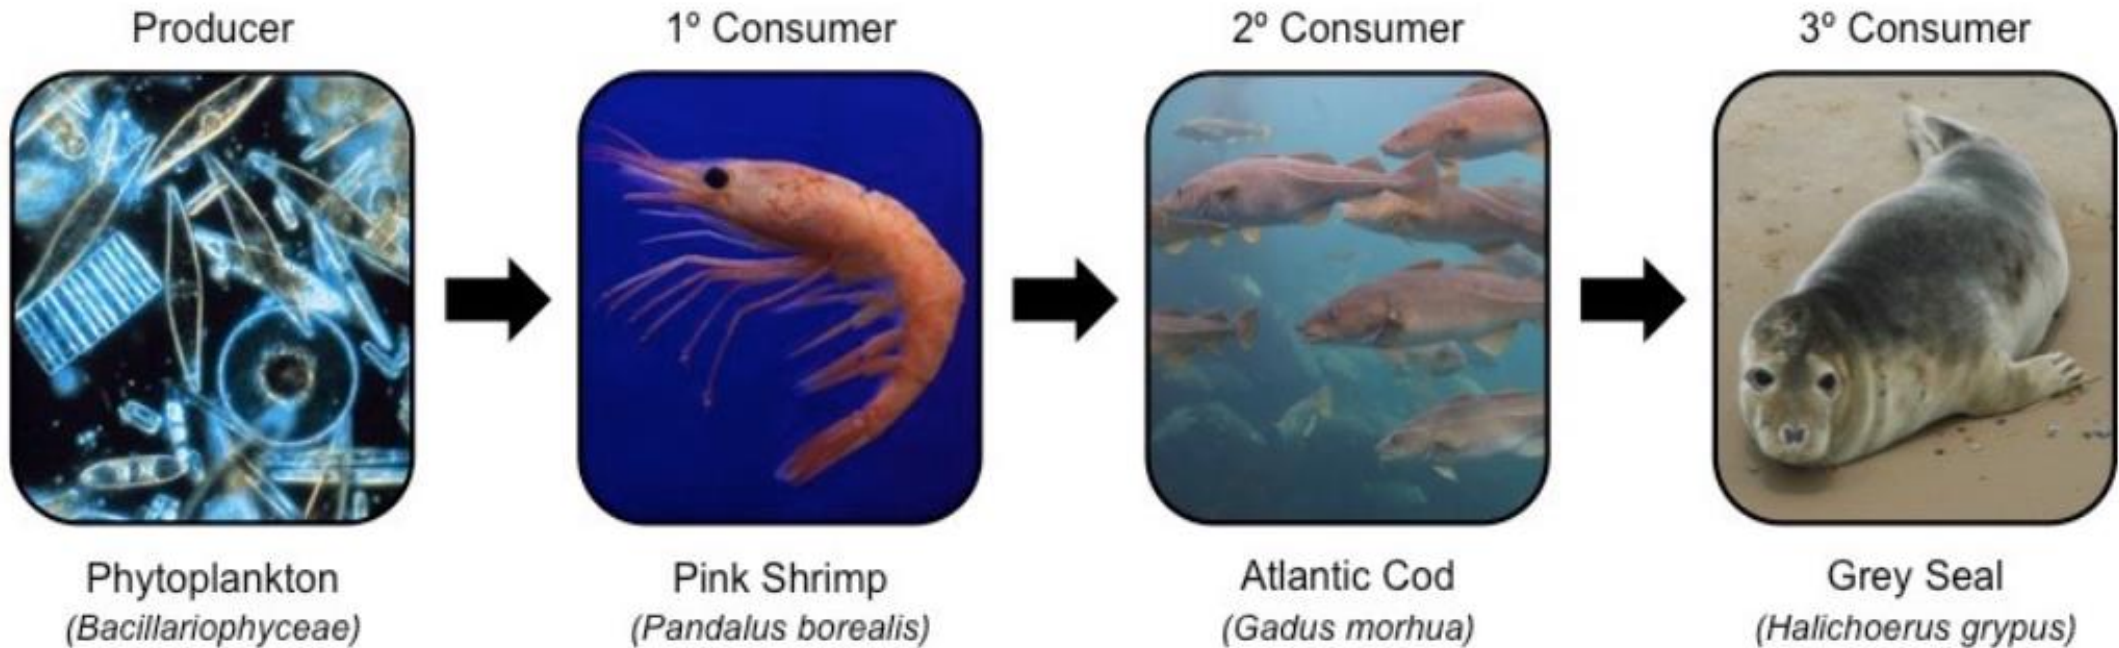 Producer
1º Consumer
2º Consumer
3º Consumer
Phytoplankton
(Bacillariophyceae)
Pink Shrimp
(Pandalus borealis)
Atlantic Cod
(Gadus morhua)
Grey Seal
(Halichoerus grypus)